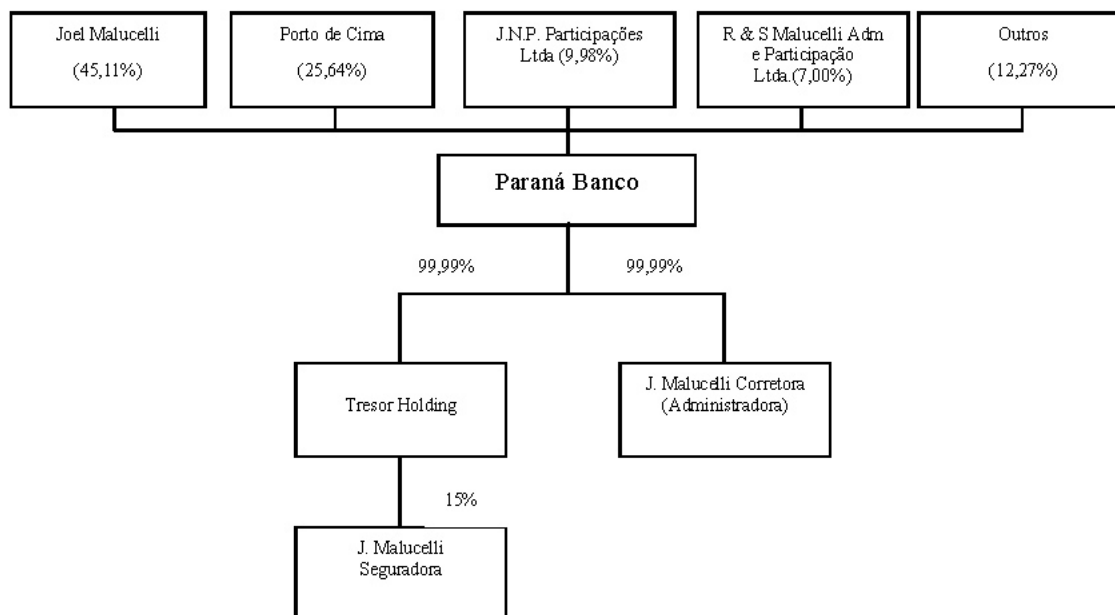 Joel Malucelli
(45,11%)
Porto de Cima
(25,64%)
J.N.P. Participações
Ltda (9,98%)
R & S Malucelli Adm
e Participação
Ltda.(7,00%)
Outros
(12,27%)
Paraná Banco
99,99%
99,99%
Tresor Holding
J. Malucelli Corretora
(Administradora)
15%
J. Malucelli
Seguradora